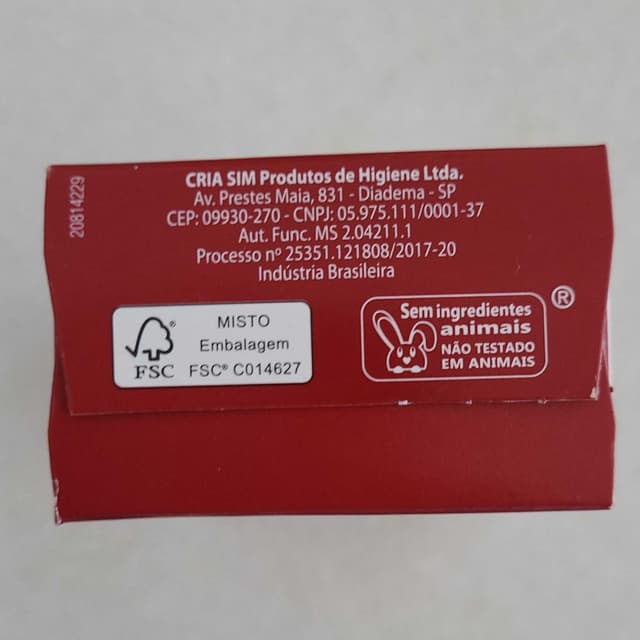 CRIA SIM Produtos de Higiene Ltda.
Av. Prestes Maia, 831 - Diadema - SP
CEP: 09930-270 - CNPJ: 05.975.111/0001-37
Aut. Func. MS 2.04211.1
Processo nº 25351.121808/2017-20
Indústria Brasileira
20814229
®
FSC
MISTO
Embalagem
FSC® C014627
Sem ingredientes
animais
NÃO TESTADO
EM ANIMAIS
®